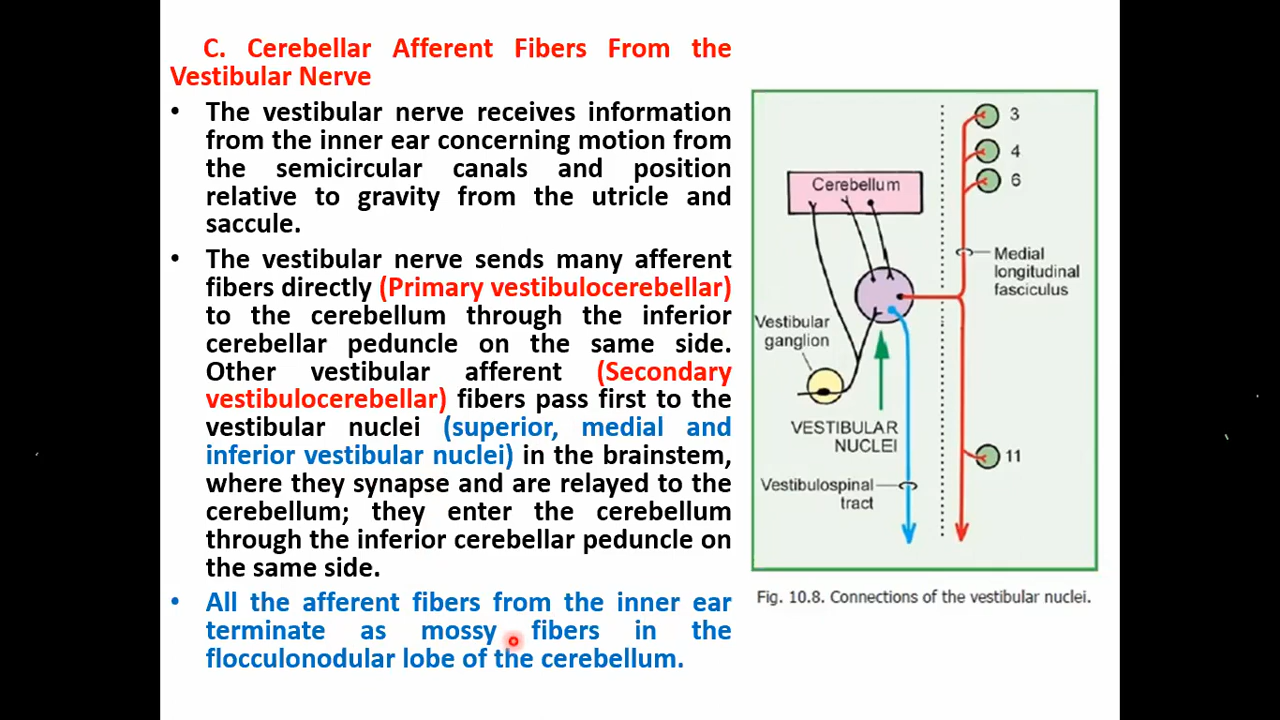 C. Cerebellar Afferent Fibers From the
Vestibular Nerve
• The vestibular nerve receives information
from the inner ear concerning motion from
the semicircular canals and position
relative to gravity from the utricle and
saccule.
• The vestibular nerve sends many afferent
fibers directly (Primary vestibulocerebellar)
to the cerebellum through the inferior
cerebellar peduncle on the same side.
Other vestibular afferent (Secondary
vestibulocerebellar) fibers pass first to the
vestibular nuclei (superior, medial and
inferior vestibular nuclei) in the brainstem,
where they synapse and are relayed to the
cerebellum; they enter the cerebellum
through the inferior cerebellar peduncle on
the same side.
• All the afferent fibers from the inner ear
terminate as mossy fibers in the
flocculonodular lobe of the cerebellum.
3
4
6
Cerebellum
Medial
longitudinal
fasciculus
Vestibular
ganglion
VESTIBULAR
NUCLEI
11
Vestibulospinal
tract
Fig. 10.8. Connections of the vestibular nuclei.